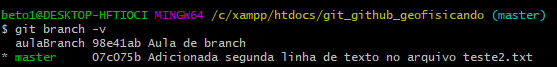 beto1@DESKTOP-HFTIOCI MINGW64 /c/xampp/htdocs/git_github_geofisicando (master)
$ git branch -v
  aulaBranch 98e41ab Aula de branch
* master     07c075b Adicionada segunda linha de texto no arquivo teste2.txt